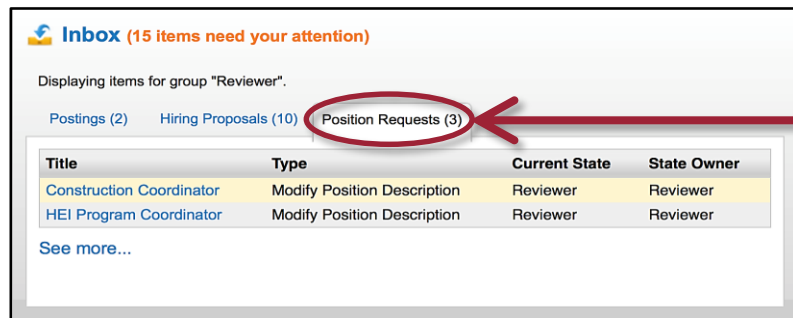 Inbox (15 items need your attention)
Displaying items for group "Reviewer".
Postings (2) Hiring Proposals (10) Position Requests (3)
Title Type Current State State Owner
Construction Coordinator Modify Position Description Reviewer Reviewer
HEI Program Coordinator Modify Position Description Reviewer Reviewer
See more...